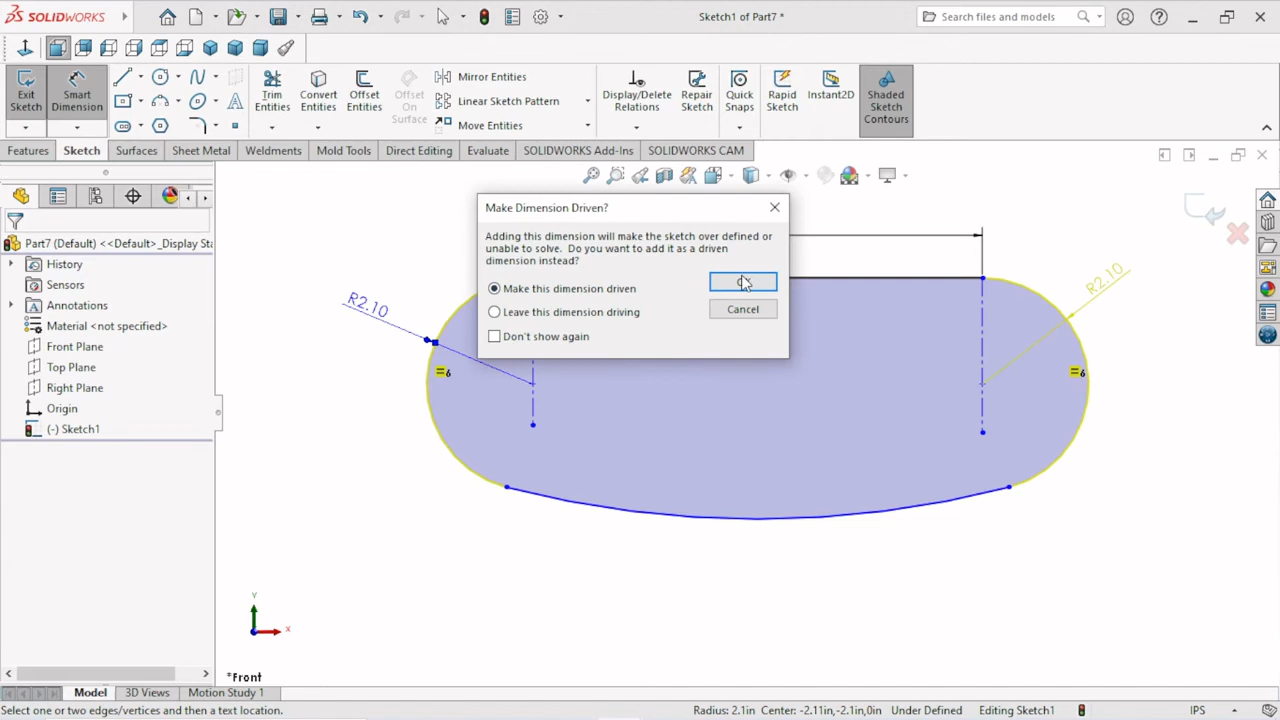 SOLIDWORKS
Sketch1 of Part7 *
Search files and models
Exit Sketch
Smart Dimension
Trim Entities
Convert Entities
Offset Entities
Offset On Surface
Mirror Entities
Linear Sketch Pattern
Move Entities
Display/Delete Relations
Repair Sketch
Quick Snaps
Rapid Sketch
Instant2D
Shaded Sketch Contours
Features
Sketch
Surfaces
Sheet Metal
Weldments
Mold Tools
Direct Editing
Evaluate
SOLIDWORKS Add-Ins
SOLIDWORKS CAM
Part7 (Default) <<Default>_Display Sta
History
Sensors
Annotations
Material <not specified>
Front Plane
Top Plane
Right Plane
Origin
(-) Sketch1
Make Dimension Driven?
Adding this dimension will make the sketch over defined or
unable to solve. Do you want to add it as a driven
dimension instead?
Make this dimension driven
Leave this dimension driving
Cancel
Don't show again
R2.10
R2.10
6
6
Y
X
*Front
Model
3D Views
Motion Study 1
Select one or two edges/vertices and then a text location.
Radius: 2.1in Center: -2.11in,-2.1in,0in
Under Defined
Editing Sketch1
IPS